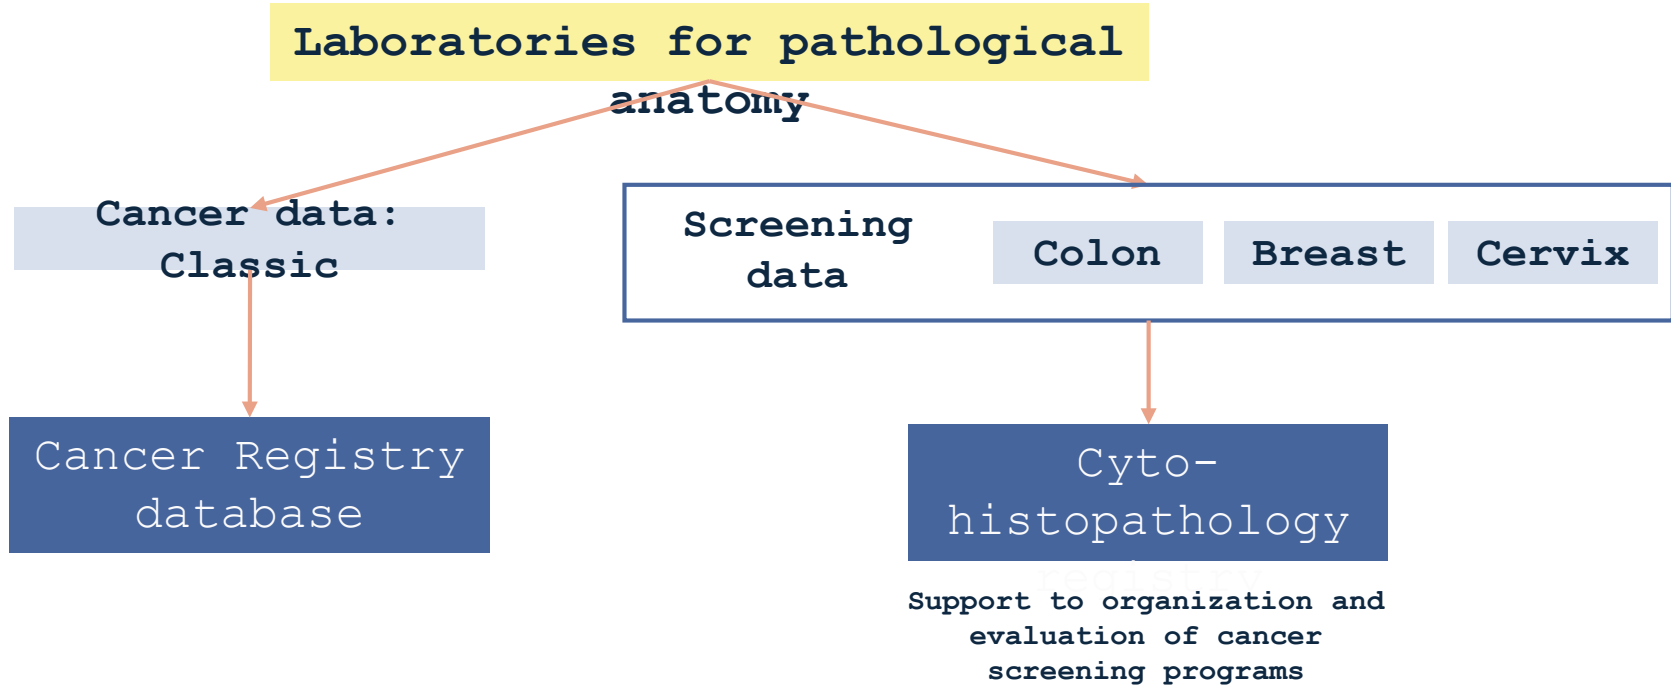 Laboratories for pathological
anatomy
Cancer data:
Classic
Screening
data
Colon
Breast
Cervix
Cancer Registry
database
Cyto-
histopathology
registry
Support to organization and
evaluation of cancer
screening programs